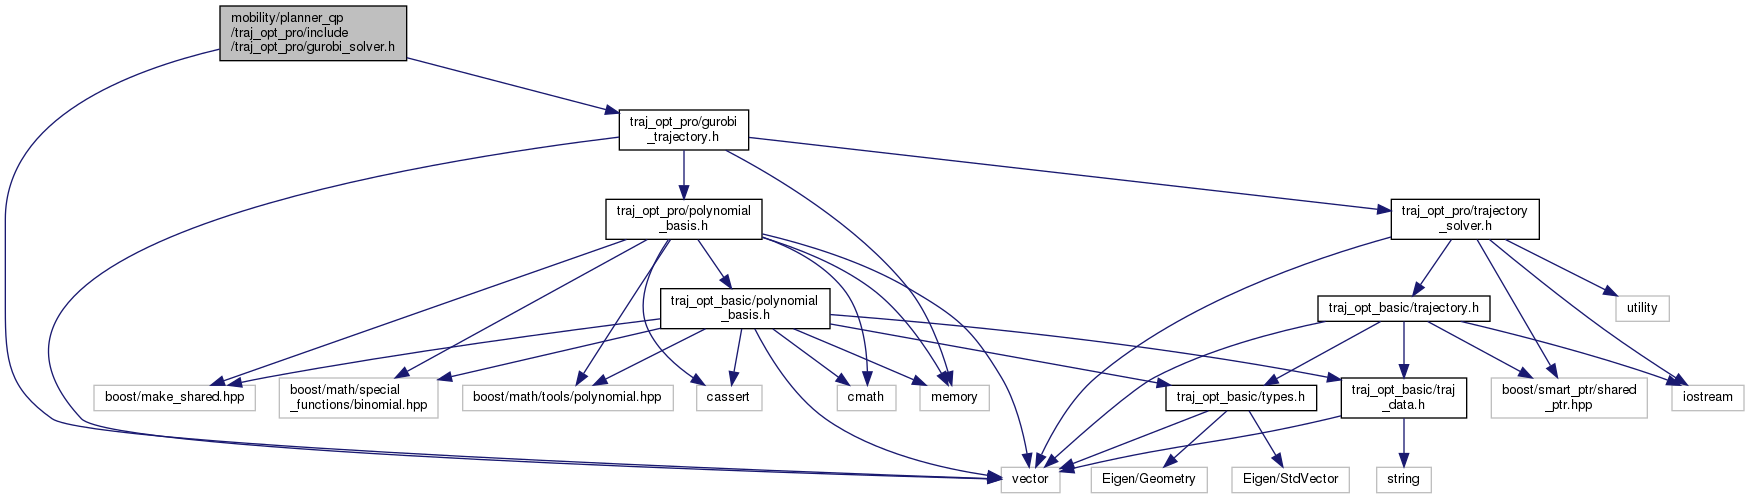 mobility/planner_qp
/traj_opt_pro/include
/traj_opt_pro/gurobi_solver.h
traj_opt_pro/gurobi
_trajectory.h
traj_opt_pro/polynomial
_basis.h
traj_opt_pro/trajectory
_solver.h
traj_opt_basic/polynomial
_basis.h
traj_opt_basic/trajectory.h
utility
boost/make_shared.hpp
boost/math/special
_functions/binomial.hpp
boost/math/tools/polynomial.hpp
cassert
cmath
memory
traj_opt_basic/types.h
traj_opt_basic/traj
_data.h
boost/smart_ptr/shared
_ptr.hpp
iostream
vector
Eigen/Geometry
Eigen/StdVector
string